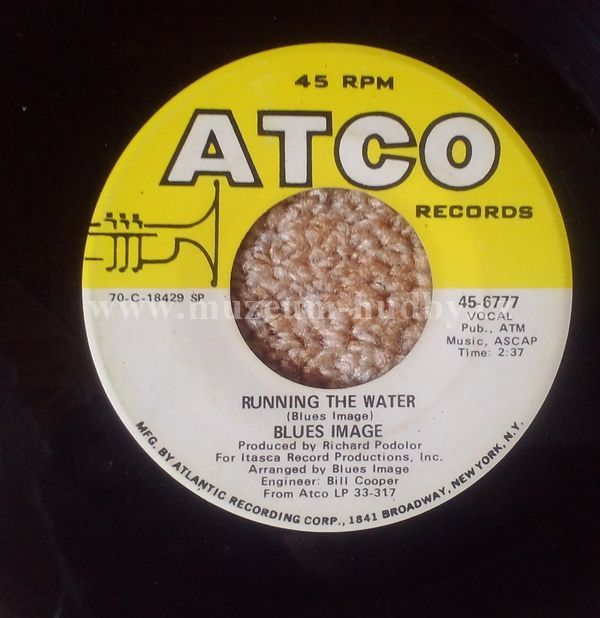 45 RPM
ATCO
RECORDS
70-C-18429 SP
45-6777
VOCAL
Pub., ATM
Music, ASCAP
Time: 2:37
www.muzeum-hudby
RUNNING THE WATER
(Blues Image)
BLUES IMAGE
Produced by Richard Podolor
For Itasca Record Productions, Inc.
Arranged by Blues Image
Engineer: Bill Cooper
From Atco LP 33-317
MFG. BY ATLANTIC RECORDING CORP., 1841 BROADWAY, NEW YORK, N.Y.